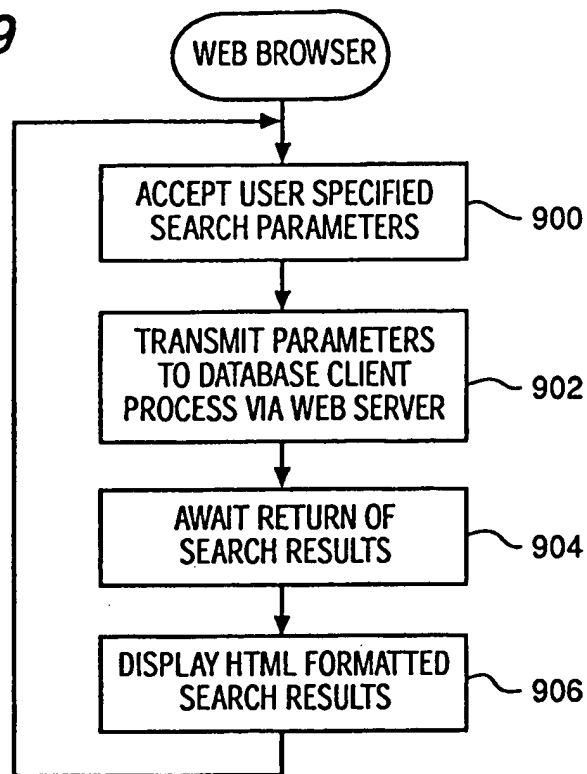 9
WEB BROWSER
ACCEPT USER SPECIFIED
SEARCH PARAMETERS
900
TRANSMIT PARAMETERS
TO DATABASE CLIENT
PROCESS VIA WEB SERVER
902
AWAIT RETURN OF
SEARCH RESULTS
904
DISPLAY HTML FORMATTED
SEARCH RESULTS
906